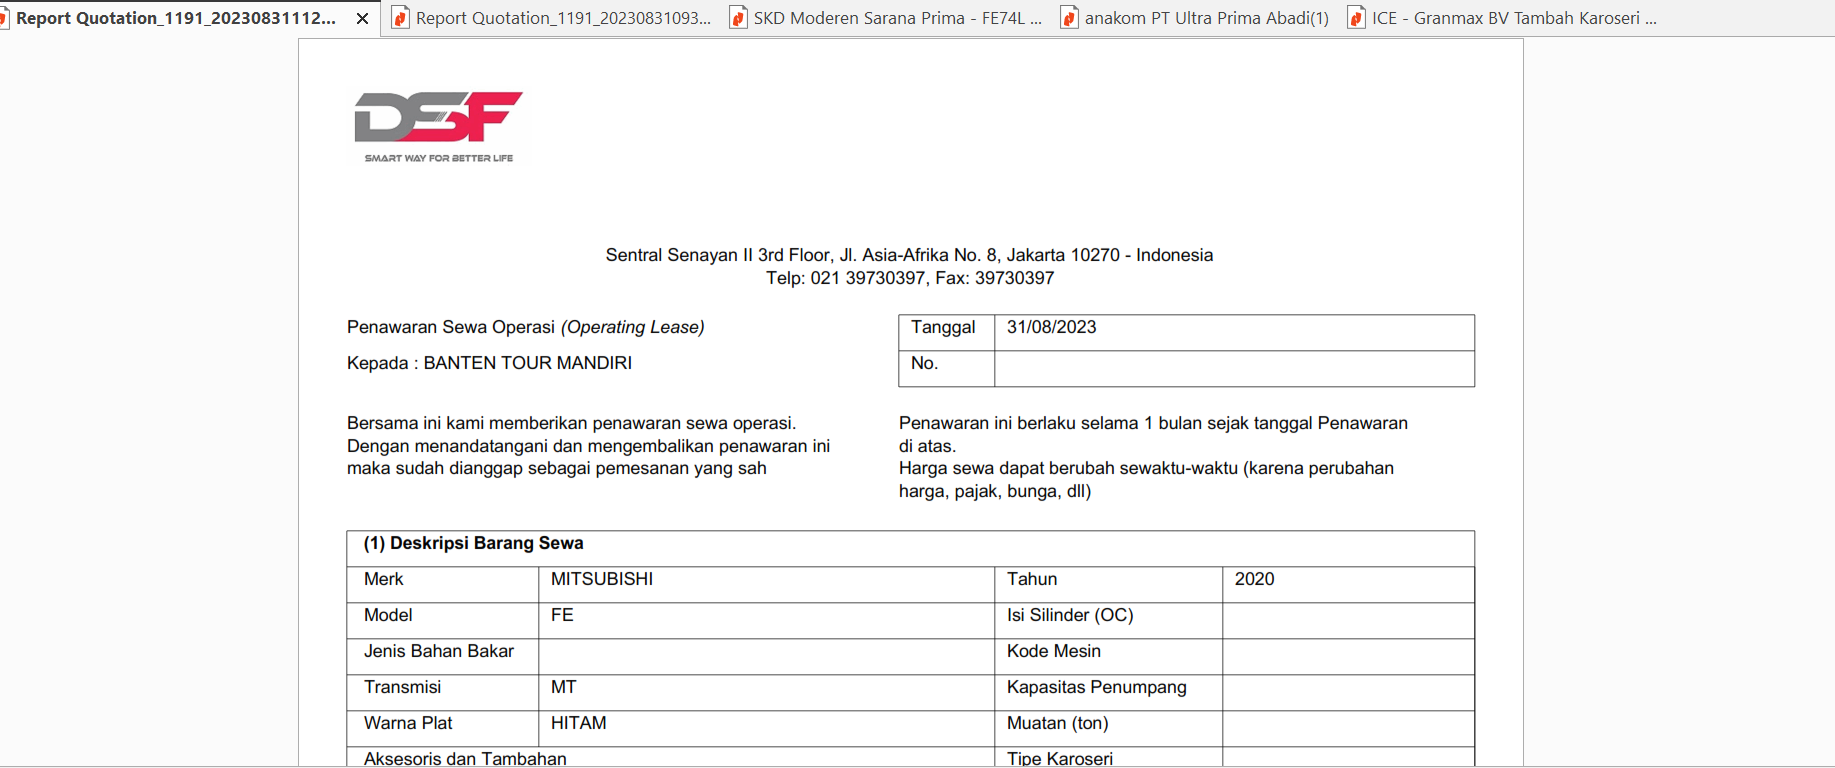 Report Quotation_1191_20230831112... Report Quotation_1191_20230831093... SKD Moderen Sarana Prima - FE74L ... anakom PT Ultra Prima Abadi(1) ICE - Granmax BV Tambah Karoseri ...
DSF
SMART WAY FOR BETTER LIFE
Sentral Senayan II 3rd Floor, Jl. Asia-Afrika No. 8, Jakarta 10270 - Indonesia
Telp: 021 39730397, Fax: 39730397
Penawaran Sewa Operasi (Operating Lease)
Kepada : BANTEN TOUR MANDIRI
Tanggal 31/08/2023
No.
Bersama ini kami memberikan penawaran sewa operasi.
Dengan menandatangani dan mengembalikan penawaran ini
maka sudah dianggap sebagai pemesanan yang sah
Penawaran ini berlaku selama 1 bulan sejak tanggal Penawaran
di atas.
Harga sewa dapat berubah sewaktu-waktu (karena perubahan
harga, pajak, bunga, dll)
(1) Deskripsi Barang Sewa
Merk MITSUBISHI Tahun 2020
Model FE Isi Silinder (OC)
Jenis Bahan Bakar Kode Mesin
Transmisi MT Kapasitas Penumpang
Warna Plat HITAM Muatan (ton)
Aksesoris dan Tambahan Tipe Karoseri